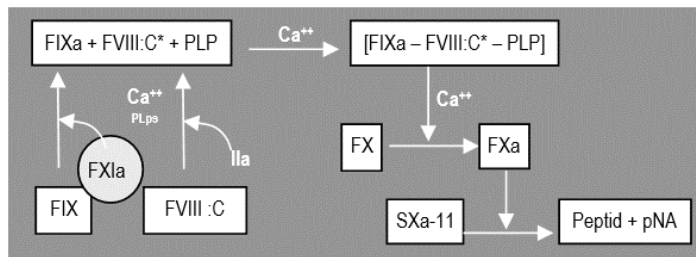 FIXa + FVIII:C* + PLP
Ca⁺⁺
[FIXa – FVIII:C* – PLP]
Ca⁺⁺
PLps
Ca⁺⁺
FXIa
IIa
FX
FXa
FIX
FVIII :C
SXa-11
Peptid + pNA